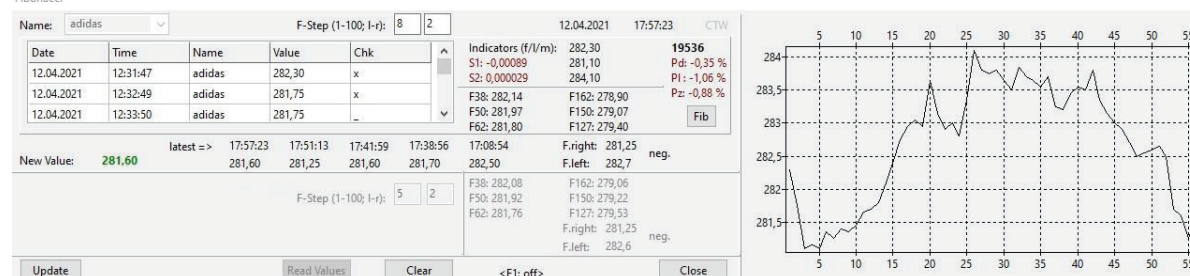 Fibonacci
Name: adidas F-Step (1-100; l-r): 8 2 12.04.2021 17:57:23 CTW
Date Time Name Value Chk
12.04.2021 12:31:47 adidas 282,30 x
12.04.2021 12:32:49 adidas 281,75 x
12.04.2021 12:33:50 adidas 281,75 _
Indicators (f/l/m): 282,30 19536
S1: -0,00089 281,10 Pd: -0,35 %
S2: 0,000029 284,10 Pl : -1,06 %
Pz: -0,88 %
F38: 282,14 F162: 278,90
F50: 281,97 F150: 279,07 Fib
F62: 281,80 F127: 279,40
latest => 17:57:23 17:51:13 17:41:59 17:38:56 17:08:54 F.right: 281,25 neg.
New Value: 281,60 281,60 281,25 281,60 281,70 282,50 F.left: 282,7
F-Step (1-100; l-r): 5 2
F38: 282,08 F162: 279,06
F50: 281,92 F150: 279,22
F62: 281,76 F127: 279,53
F.right: 281,25 neg.
F.left: 282,6
Update Read Values Clear <F1: off> Close
5 10 15 20 25 30 35 40 45 50
284
283,5
283
282,5
282
281,5
5 10 15 20 25 30 35 40 45 50